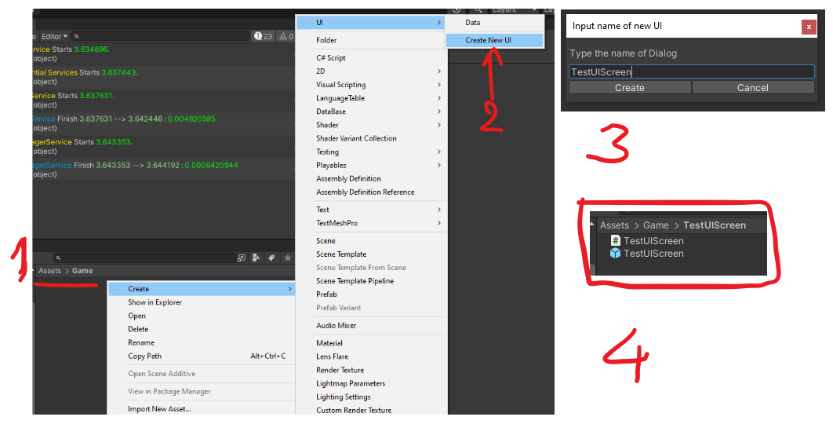 Layers
Editor
23
0
rvice Starts 3.634896.
object)
ntial Services Starts 3.637443.
object)
Service Starts 3.637631.
object)
Service Finish 3.637631 --> 3.642446 : 0.004820585
object)
agerService Starts 3.643353.
object)
agerService Finish 3.643353 --> 3.644192 : 0.0008420944
object)
1
Assets > Game
Create
Show in Explorer
Open
Delete
Rename
Copy Path Alt+Ctrl+C
Open Scene Additive
View in Package Manager
Import New Asset...
UI
Folder
C# Script
2D
Visual Scripting
LanguageTable
DataBase
Shader
Shader Variant Collection
Testing
Playables
Assembly Definition
Assembly Definition Reference
Text
TextMeshPro
Scene
Scene Template
Scene Template From Scene
Scene Template Pipeline
Prefab
Prefab Variant
Audio Mixer
Material
Lens Flare
Render Texture
Lightmap Parameters
Lighting Settings
Custom Render Texture
Data
Create New UI
2
Input name of new UI
x
Type the name of Dialog
TestUIScreen
Create Cancel
3
Assets > Game > TestUIScreen
# TestUIScreen
TestUIScreen
4